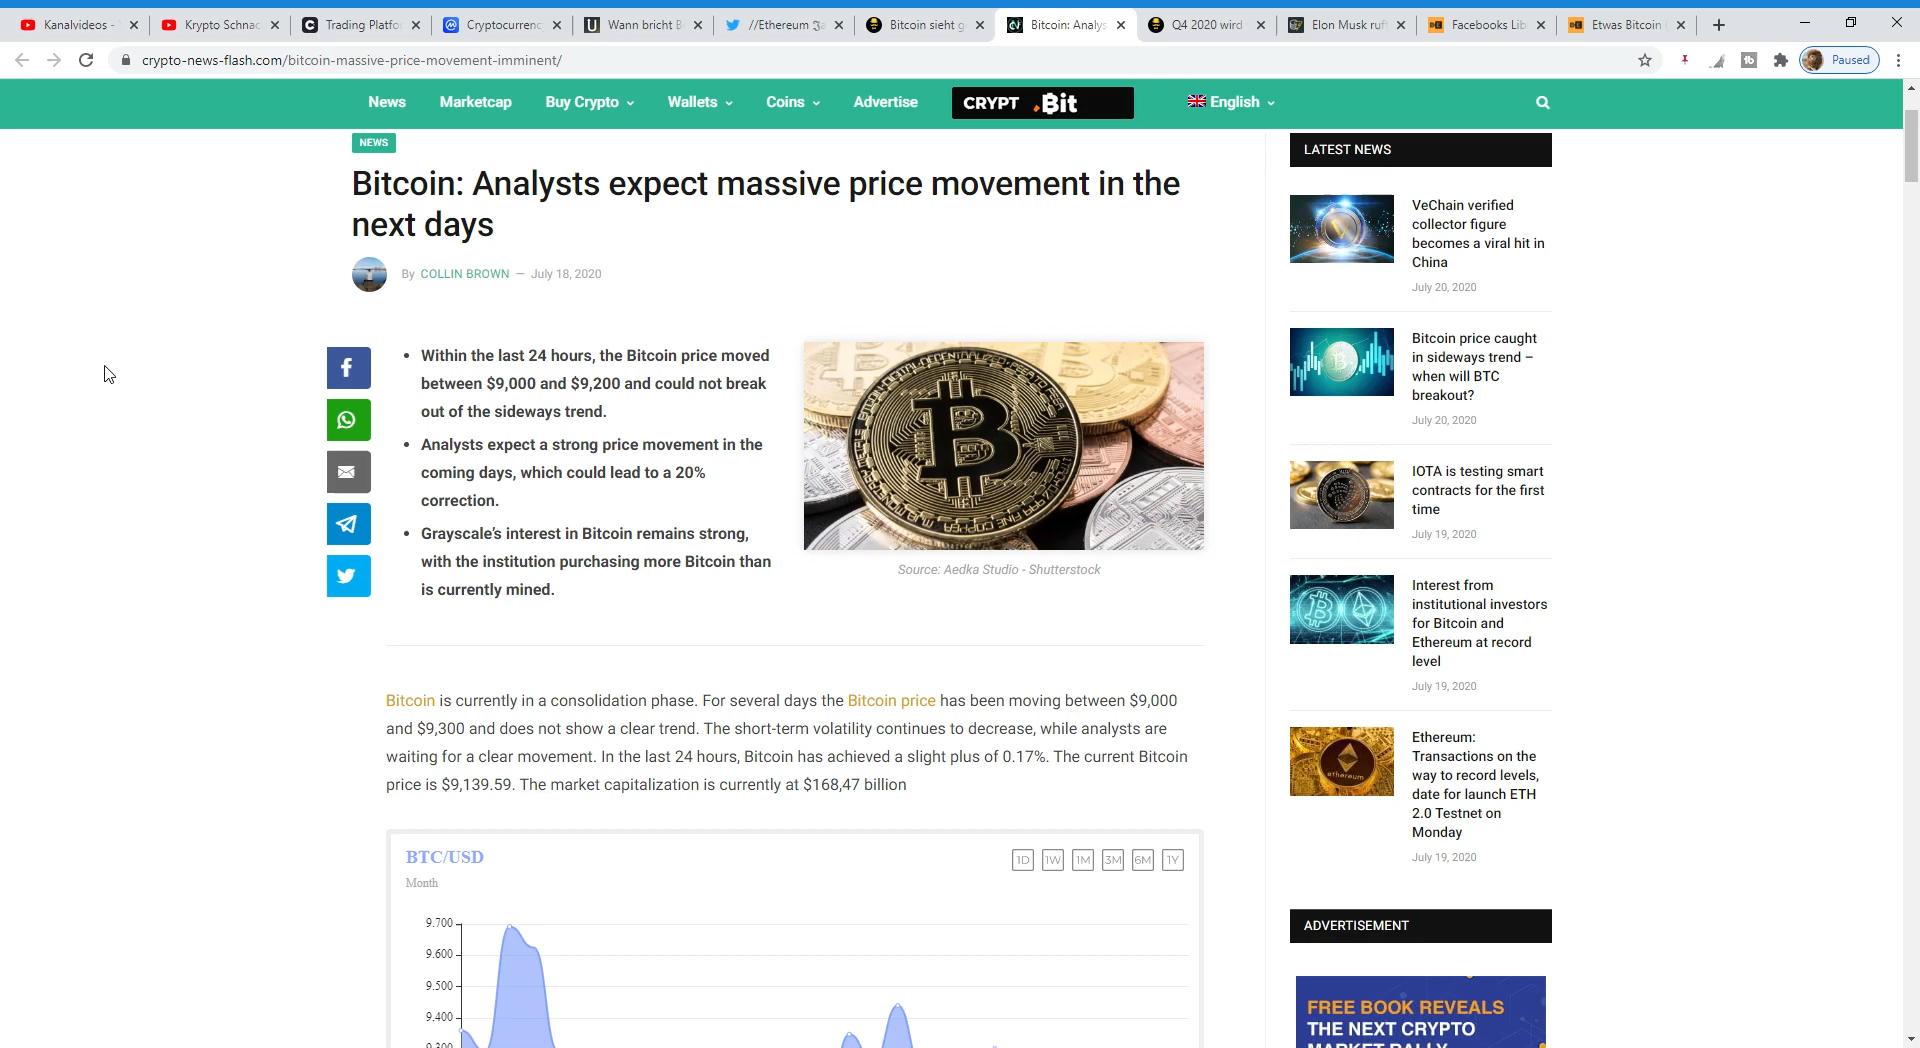 Kanalvideos -
Krypto Schnac
Trading Platfo
Cryptocurrenc
Wann bricht B
//Ethereum
Bitcoin sieht g
Bitcoin: Analys
Q4 2020 wird
Elon Musk ruf
Facebooks Lib
Etwas Bitcoin
crypto-news-flash.com/bitcoin-massive-price-movement-imminent/
Paused
News
Marketcap
Buy Crypto
Wallets
Coins
Advertise
CRYPT .Bit
English
NEWS
Bitcoin: Analysts expect massive price movement in the
next days
By COLLIN BROWN — July 18, 2020
Within the last 24 hours, the Bitcoin price moved
between $9,000 and $9,200 and could not break
out of the sideways trend.
Analysts expect a strong price movement in the
coming days, which could lead to a 20%
correction.
Grayscale's interest in Bitcoin remains strong,
with the institution purchasing more Bitcoin than
is currently mined.
Source: Aedka Studio - Shutterstock
Bitcoin is currently in a consolidation phase. For several days the Bitcoin price has been moving between $9,000
and $9,300 and does not show a clear trend. The short-term volatility continues to decrease, while analysts are
waiting for a clear movement. In the last 24 hours, Bitcoin has achieved a slight plus of 0.17%. The current Bitcoin
price is $9,139.59. The market capitalization is currently at $168,47 billion
BTC/USD
Month
1D 1W 1M 3M 6M 1Y
9.700
9.600
9.500
9.400
9.300
LATEST NEWS
VeChain verified
collector figure
becomes a viral hit in
China
July 20, 2020
Bitcoin price caught
in sideways trend –
when will BTC
breakout?
July 20, 2020
IOTA is testing smart
contracts for the first
time
July 19, 2020
Interest from
institutional investors
for Bitcoin and
Ethereum at record
level
July 19, 2020
ethereum
Ethereum:
Transactions on the
way to record levels,
date for launch ETH
2.0 Testnet on
Monday
July 19, 2020
ADVERTISEMENT
FREE BOOK REVEALS
THE NEXT CRYPTO
MARKET RALLY